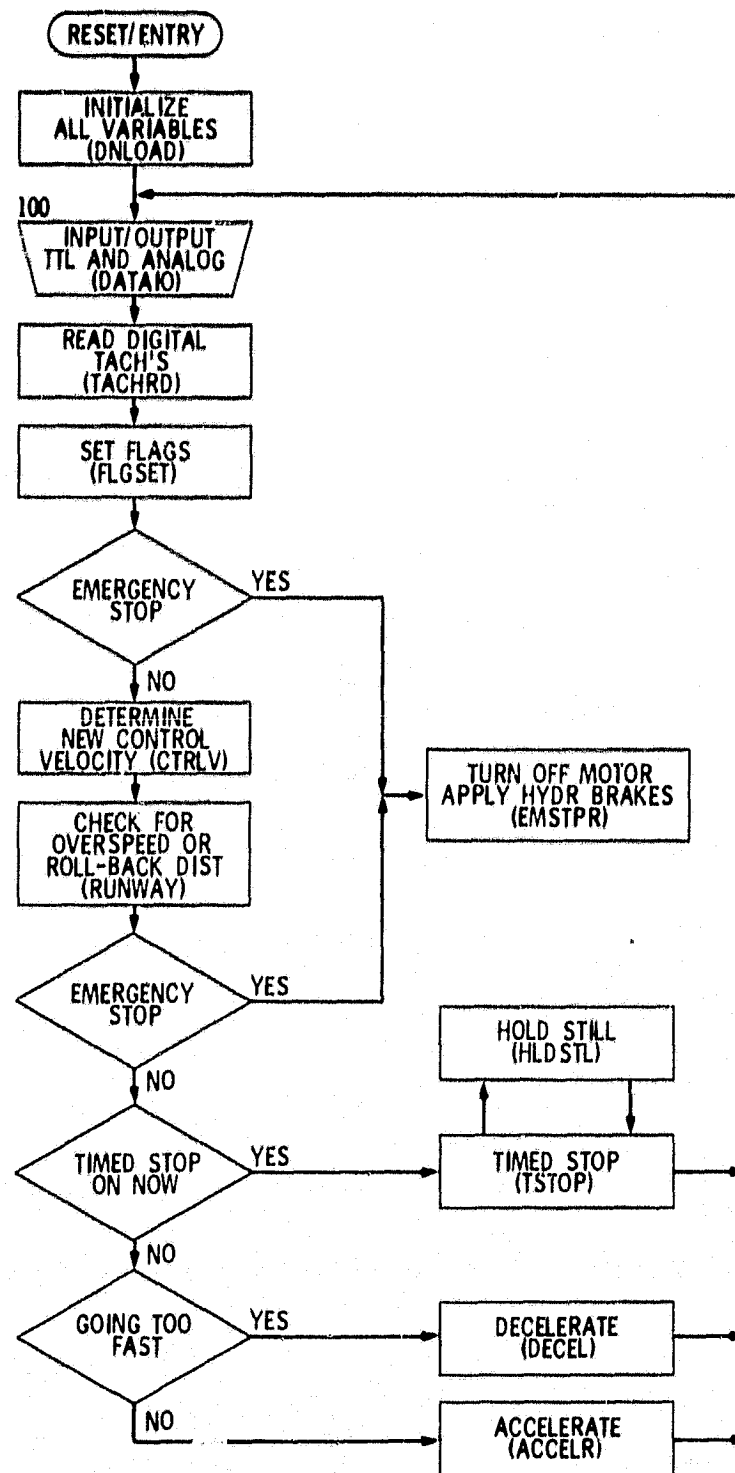 RESET/ENTRY
INITIALIZE
ALL VARIABLES
(DNLOAD)
100
INPUT/OUTPUT
TTL AND ANALOG
(DATAIO)
READ DIGITAL
TACH'S
(TACHRD)
SET FLAGS
(FLGSET)
EMERGENCY
STOP
YES
NO
DETERMINE
NEW CONTROL
VELOCITY (CTRLV)
TURN OFF MOTOR
APPLY HYDR BRAKES
(EMSTPR)
CHECK FOR
OVERSPEED OR
ROLL-BACK DIST
(RUNWAY)
EMERGENCY
STOP
YES
NO
HOLD STILL
(HLDSTL)
TIMED STOP
ON NOW
YES
TIMED STOP
(TSTOP)
NO
GOING TOO
FAST
YES
DECELERATE
(DECEL)
NO
ACCELERATE
(ACCELR)